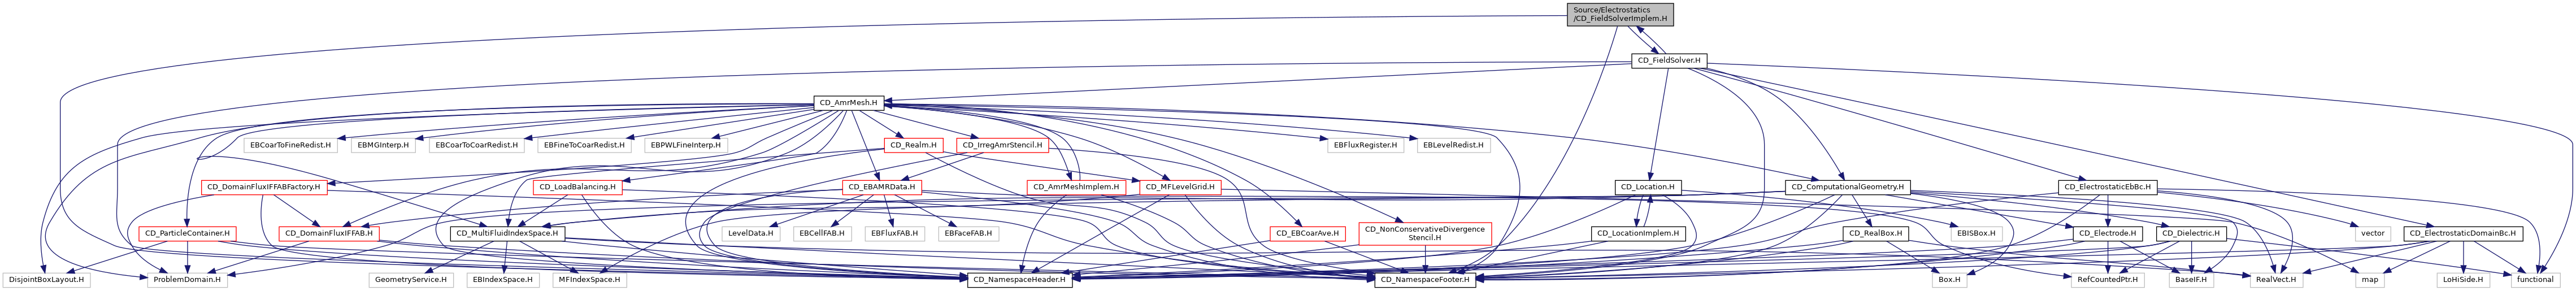 Source/Electrostatics
/CD_FieldSolverImplem.H
CD_FieldSolver.H
CD_AmrMesh.H
EBCoarToFineRedist.H
EBMGInterp.H
EBCoarToCoarRedist.H
EBFineToCoarRedist.H
EBPWLFineInterp.H
CD_Realm.H
CD_IrregAmrStencil.H
EBFluxRegister.H
EBLevelRedist.H
CD_DomainFluxIFFABFactory.H
CD_LoadBalancing.H
CD_EBAMRData.H
CD_AmrMeshImplem.H
CD_MFLevelGrid.H
CD_Location.H
CD_ComputationalGeometry.H
CD_ElectrostaticEbBc.H
CD_ParticleContainer.H
CD_DomainFluxIFFAB.H
CD_MultiFluidIndexSpace.H
LevelData.H
EBCellFAB.H
EBFluxFAB.H
EBFaceFAB.H
CD_EBCoarAve.H
CD_NonConservativeDivergence
Stencil.H
CD_LocationImplem.H
CD_RealBox.H
EBISBox.H
CD_Electrode.H
CD_Dielectric.H
vector
CD_ElectrostaticDomainBc.H
DisjointBoxLayout.H
ProblemDomain.H
GeometryService.H
EBIndexSpace.H
MFIndexSpace.H
CD_NamespaceHeader.H
CD_NamespaceFooter.H
Box.H
RefCountedPtr.H
BaseIF.H
RealVect.H
map
LoHiSide.H
functional